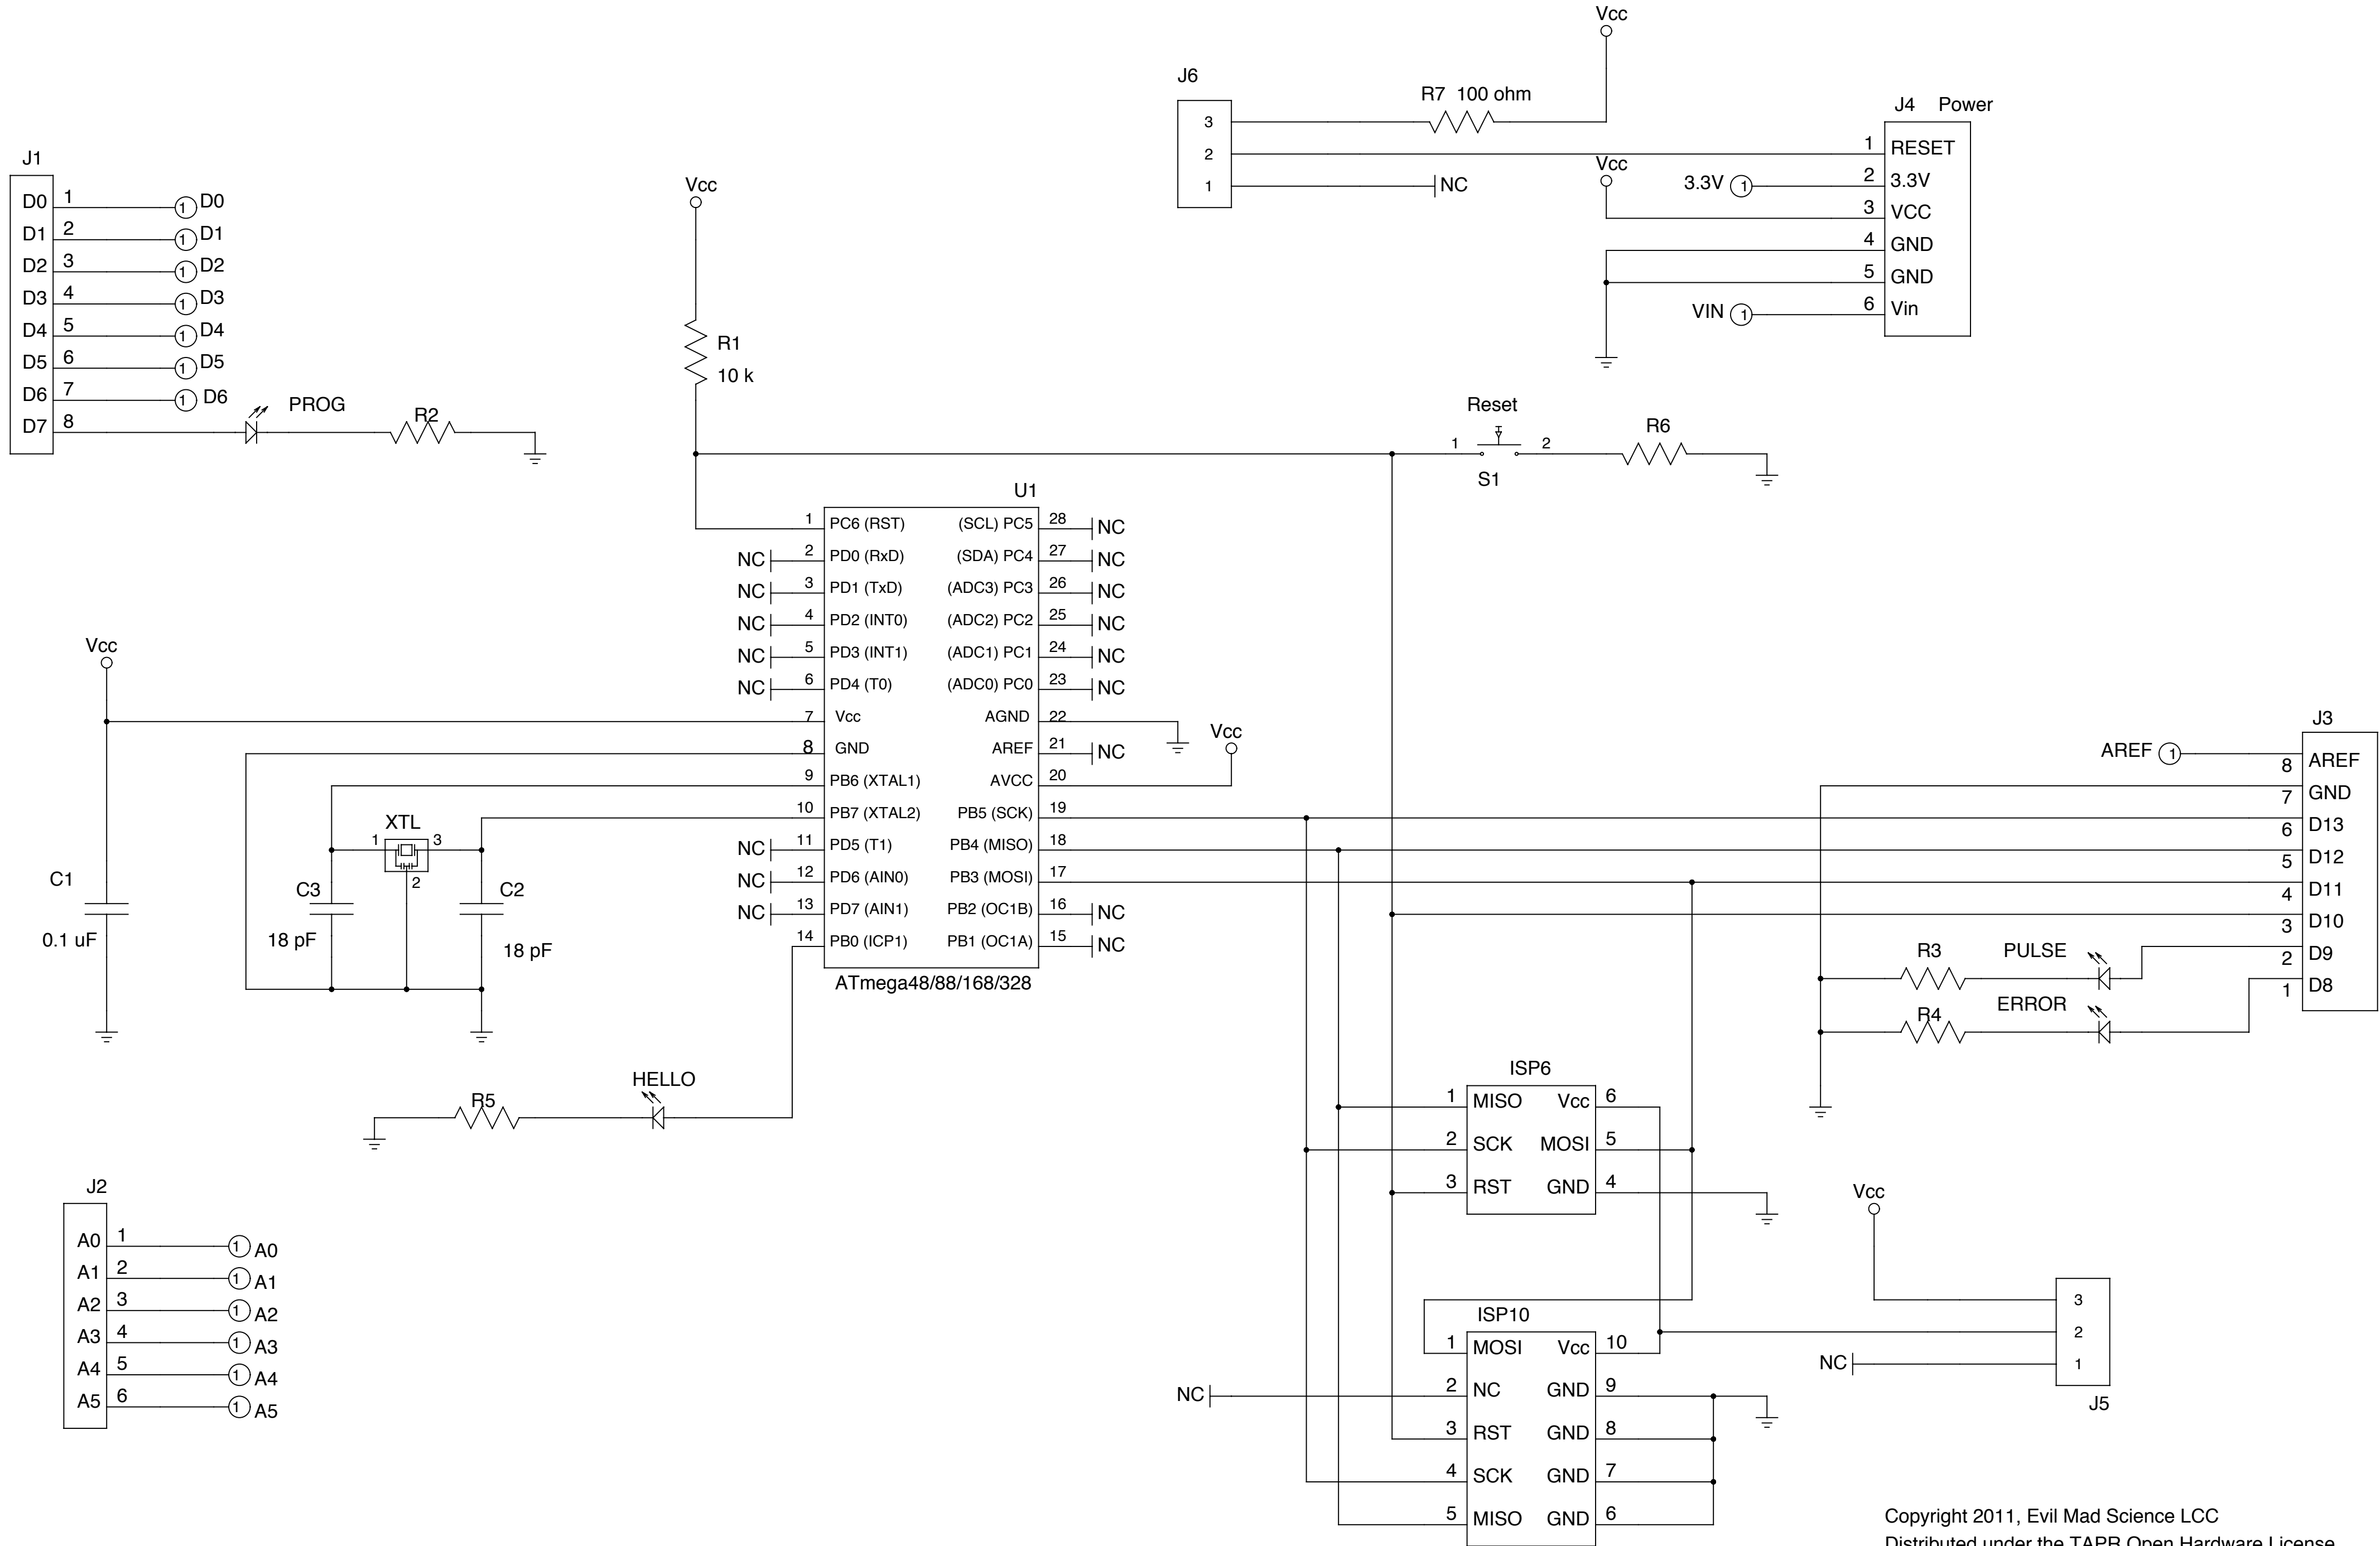 Vcc
J6
R7 100 ohm
3
2
1
NC
J4 Power
1 RESET
2 3.3V
3 VCC
4 GND
5 GND
6 Vin
Vcc
3.3V 1
VIN 1
J1
D0 1 1 D0
D1 2 1 D1
D2 3 1 D2
D3 4 1 D3
D4 5 1 D4
D5 6 1 D5
D6 7 1 D6
D7 8
PROG
R2
Vcc
R1
10 k
Reset
1 2
S1
R6
U1
1 PC6 (RST) (SCL) PC5 28 NC
NC 2 PD0 (RxD) (SDA) PC4 27 NC
NC 3 PD1 (TxD) (ADC3) PC3 26 NC
NC 4 PD2 (INT0) (ADC2) PC2 25 NC
NC 5 PD3 (INT1) (ADC1) PC1 24 NC
NC 6 PD4 (T0) (ADC0) PC0 23 NC
7 Vcc AGND 22
8 GND AREF 21 NC
9 PB6 (XTAL1) AVCC 20
10 PB7 (XTAL2) PB5 (SCK) 19
NC 11 PD5 (T1) PB4 (MISO) 18
NC 12 PD6 (AIN0) PB3 (MOSI) 17
NC 13 PD7 (AIN1) PB2 (OC1B) 16 NC
14 PB0 (ICP1) PB1 (OC1A) 15 NC
ATmega48/88/168/328
Vcc
Vcc
C1
0.1 uF
XTL
1 3
2
C3
18 pF
C2
18 pF
J3
AREF 1
8 AREF
7 GND
6 D13
5 D12
4 D11
3 D10
2 D9
1 D8
R3 PULSE
R4 ERROR
HELLO
R5
ISP6
1 MISO Vcc 6
2 SCK MOSI 5
3 RST GND 4
J2
A0 1 1 A0
A1 2 1 A1
A2 3 1 A2
A3 4 1 A3
A4 5 1 A4
A5 6 1 A5
Vcc
3
2
NC 1
J5
ISP10
1 MOSI Vcc 10
NC 2 NC GND 9
3 RST GND 8
4 SCK GND 7
5 MISO GND 6
Copyright 2011, Evil Mad Science LCC
Distributed under the TAPR Open Hardware License